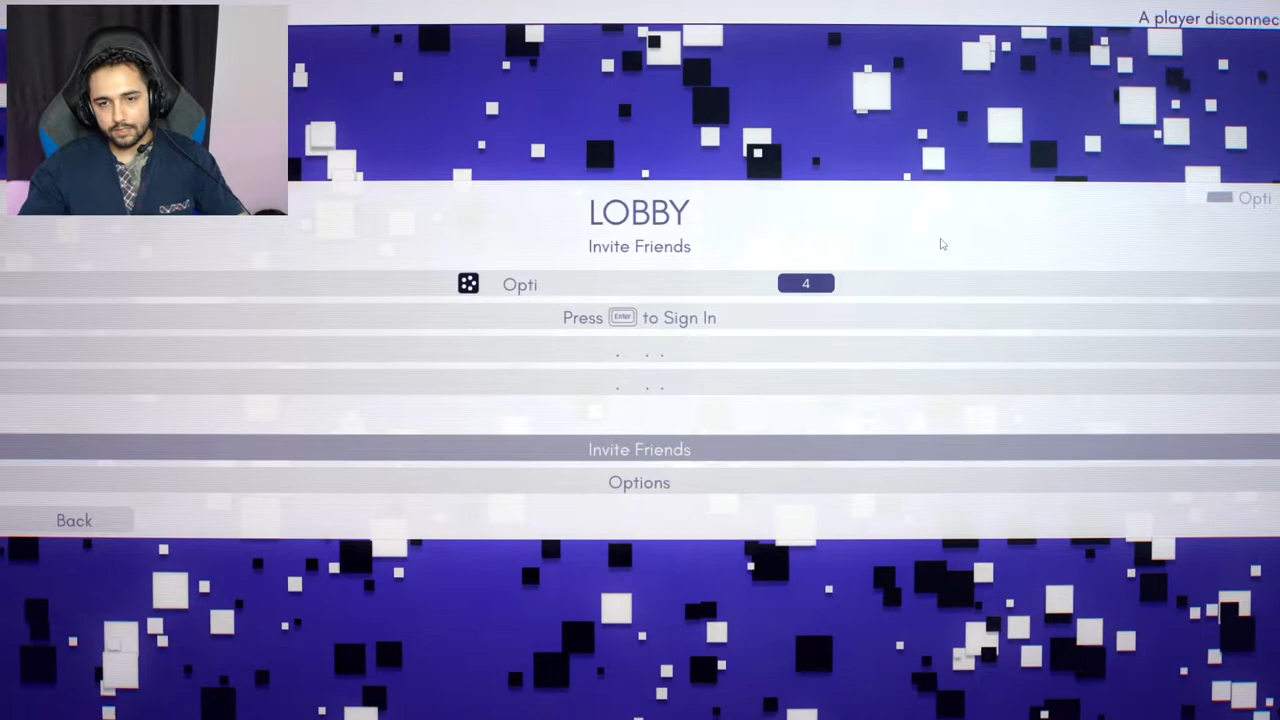 A player disconnec
Opti
LOBBY
Invite Friends
Opti 4
Press Enter to Sign In
. . .
. . .
Invite Friends
Options
Back